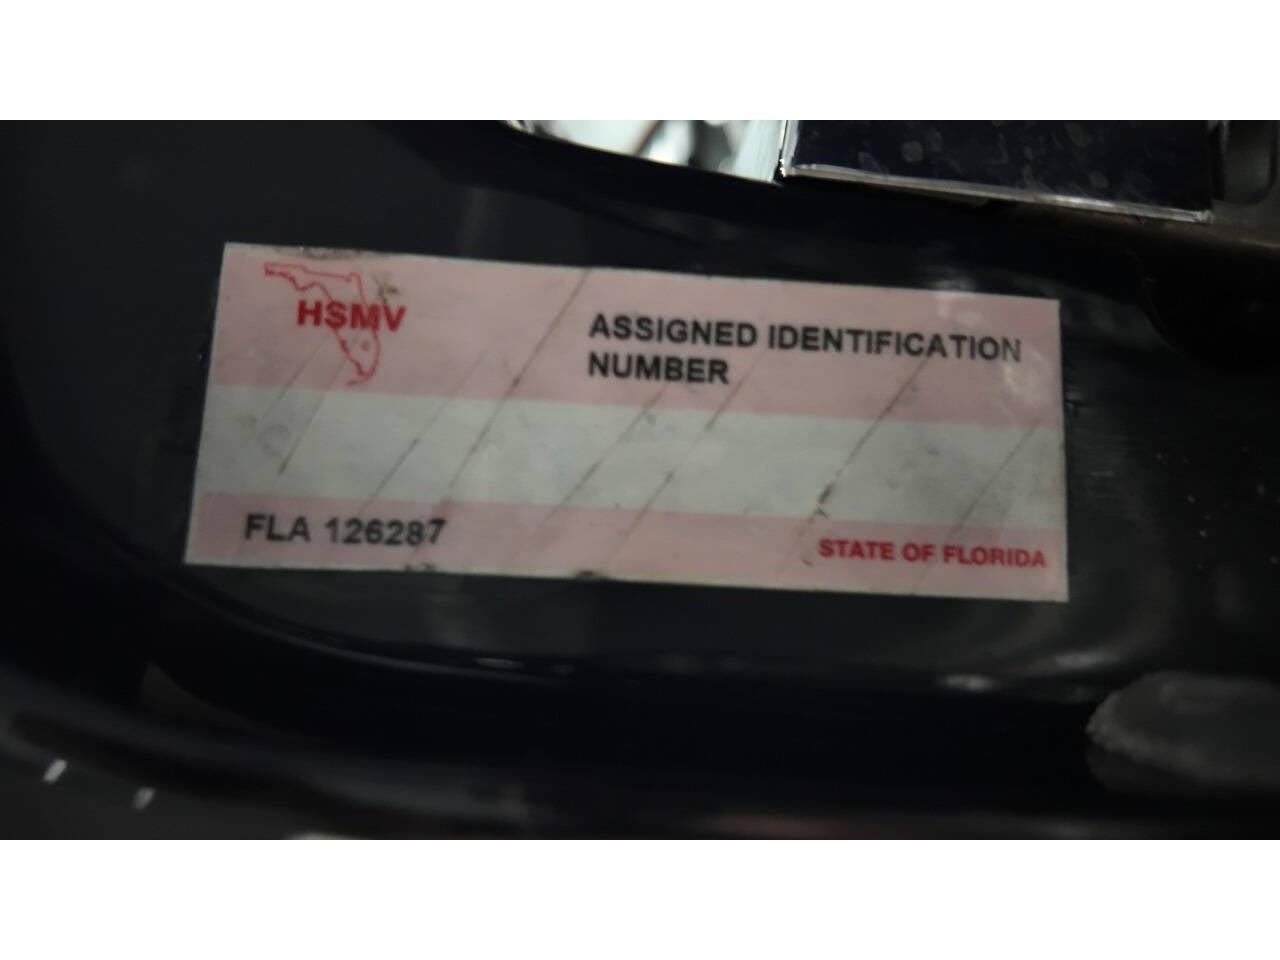 HSMV
ASSIGNED IDENTIFICATION
NUMBER
FLA 126287
STATE OF FLORIDA